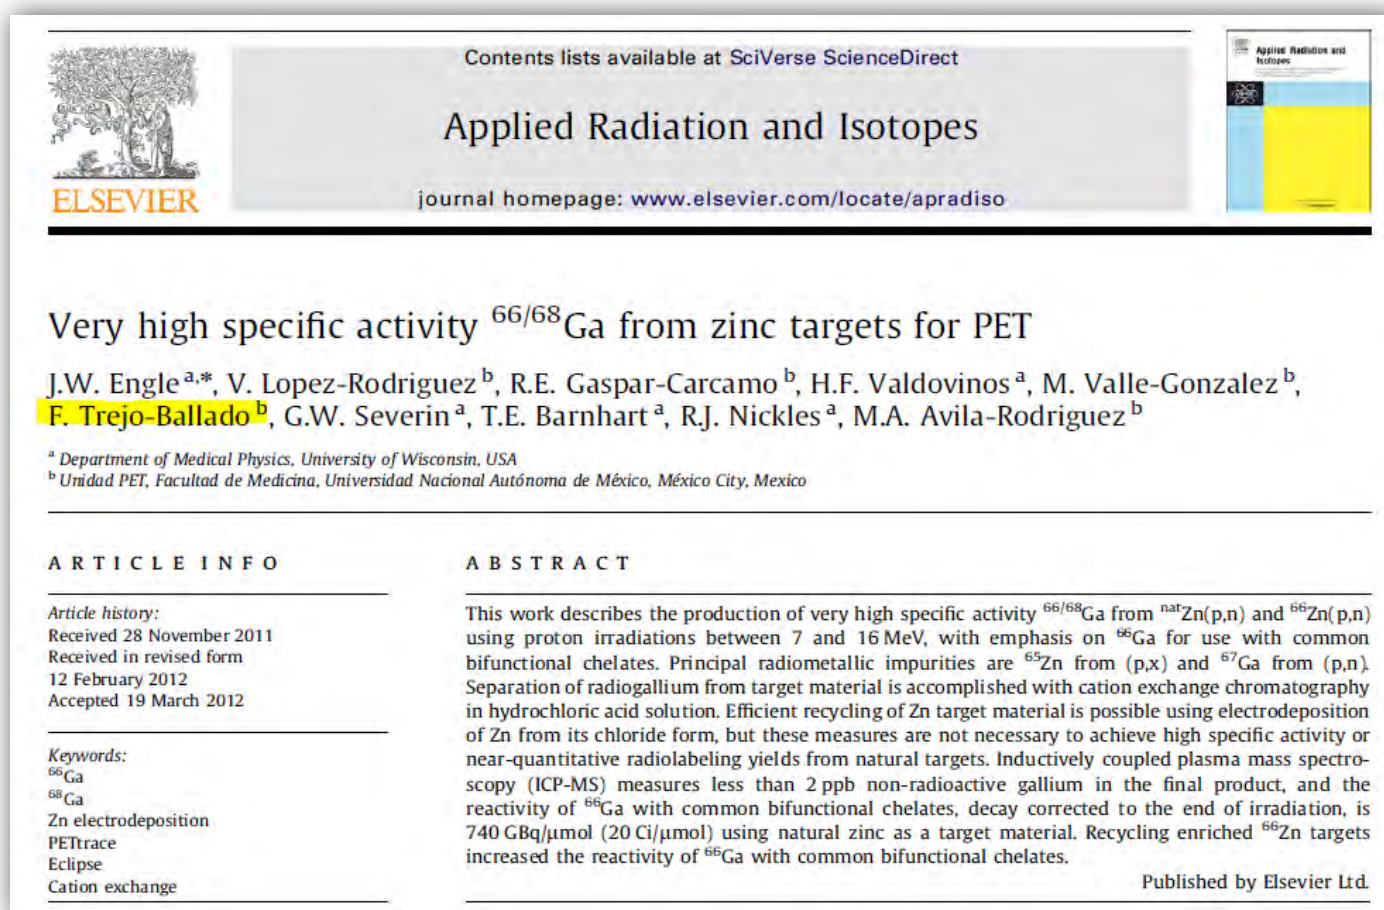 Contents lists available at SciVerse ScienceDirect
Applied Radiation and Isotopes
journal homepage: www.elsevier.com/locate/apradiso
ELSEVIER
Applied Radiation and
Isotopes
Very high specific activity 66/68Ga from zinc targets for PET
J.W. Engle a,*, V. Lopez-Rodriguez b, R.E. Gaspar-Carcamo b, H.F. Valdovinos a, M. Valle-Gonzalez b,
F. Trejo-Ballado b, G.W. Severin a, T.E. Barnhart a, R.J. Nickles a, M.A. Avila-Rodriguez b
a Department of Medical Physics, University of Wisconsin, USA
b Unidad PET, Facultad de Medicina, Universidad Nacional Autónoma de México, México City, Mexico
ARTICLE INFO
Article history:
Received 28 November 2011
Received in revised form
12 February 2012
Accepted 19 March 2012
Keywords:
66Ga
68Ga
Zn electrodeposition
PETtrace
Eclipse
Cation exchange
ABSTRACT
This work describes the production of very high specific activity 66/68Ga from natZn(p,n) and 66Zn(p,n)
using proton irradiations between 7 and 16 MeV, with emphasis on 66Ga for use with common
bifunctional chelates. Principal radiometallic impurities are 65Zn from (p,x) and 67Ga from (p,n).
Separation of radiogallium from target material is accomplished with cation exchange chromatography
in hydrochloric acid solution. Efficient recycling of Zn target material is possible using electrodeposition
of Zn from its chloride form, but these measures are not necessary to achieve high specific activity or
near-quantitative radiolabeling yields from natural targets. Inductively coupled plasma mass spectro-
scopy (ICP-MS) measures less than 2 ppb non-radioactive gallium in the final product, and the
reactivity of 66Ga with common bifunctional chelates, decay corrected to the end of irradiation, is
740 GBq/μmol (20 Ci/μmol) using natural zinc as a target material. Recycling enriched 66Zn targets
increased the reactivity of 66Ga with common bifunctional chelates.
Published by Elsevier Ltd.